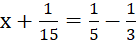 x + 1/15 = 1/5 − 1/3